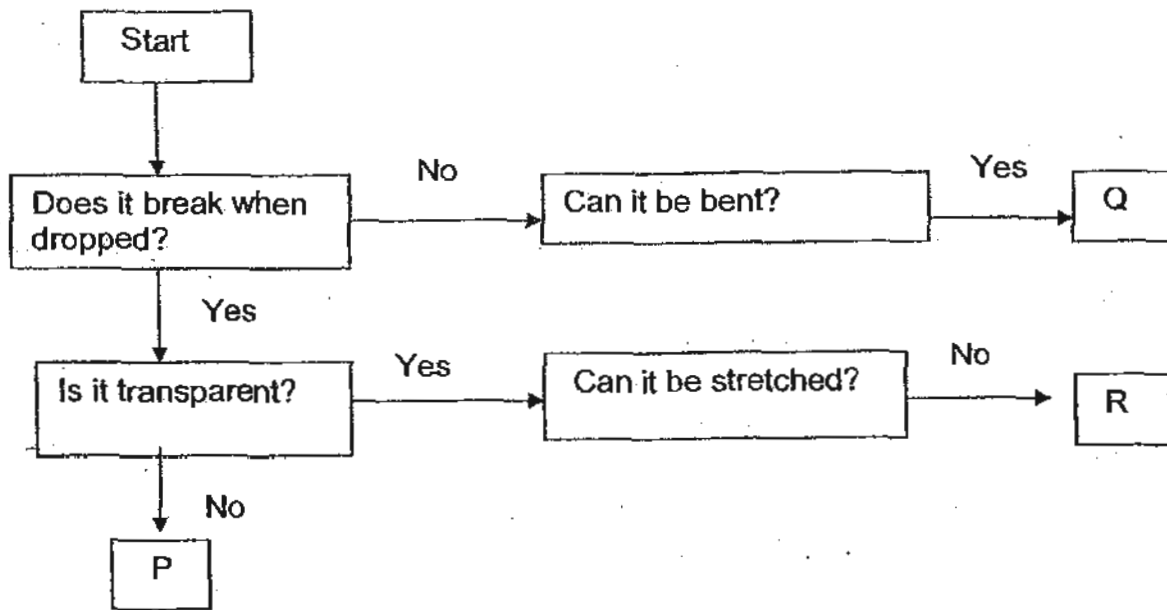 Start
No
Yes
Does it break when
dropped?
Can it be bent?
Q
Yes
Is it transparent?
Yes
Can it be stretched?
No
R
No
P